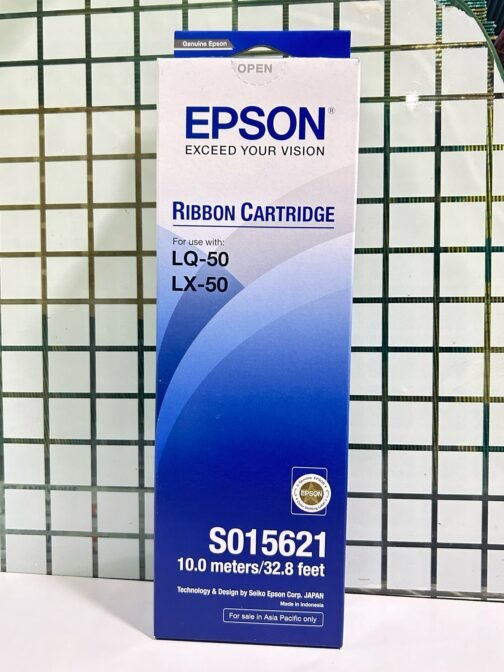 Genuine Epson
OPEN
EPSON®
EXCEED YOUR VISION
RIBBON CARTRIDGE
For use with:
LQ-50
LX-50
EPSON
S015621
10.0 meters/32.8 feet
Technology & Design by Seiko Epson Corp. JAPAN
Made in Indonesia
For sale in Asia Pacific only